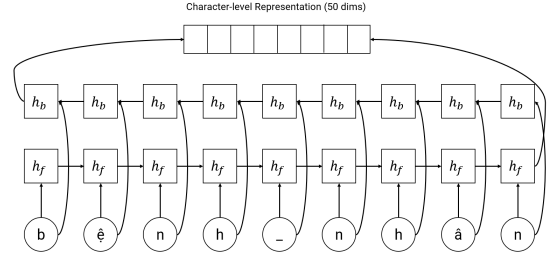 Character-level Representation (50 dims)
h_b h_b h_b h_b h_b h_b h_b h_b h_b
h_f h_f h_f h_f h_f h_f h_f h_f h_f
b ệ n h _ n h â n